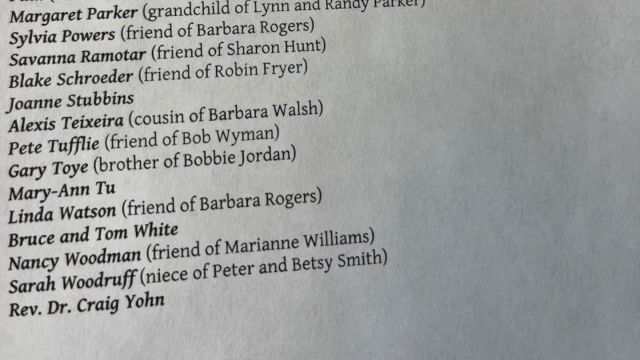 Margaret Parker (grandchild of Lynn and Randy Parker)
Sylvia Powers (friend of Barbara Rogers)
Savanna Ramotar (friend of Sharon Hunt)
Blake Schroeder (friend of Robin Fryer)
Joanne Stubbins
Alexis Teixeira (cousin of Barbara Walsh)
Pete Tufflie (friend of Bob Wyman)
Gary Toye (brother of Bobbie Jordan)
Mary-Ann Tu
Linda Watson (friend of Barbara Rogers)
Bruce and Tom White
Nancy Woodman (friend of Marianne Williams)
Sarah Woodruff (niece of Peter and Betsy Smith)
Rev. Dr. Craig Yohn